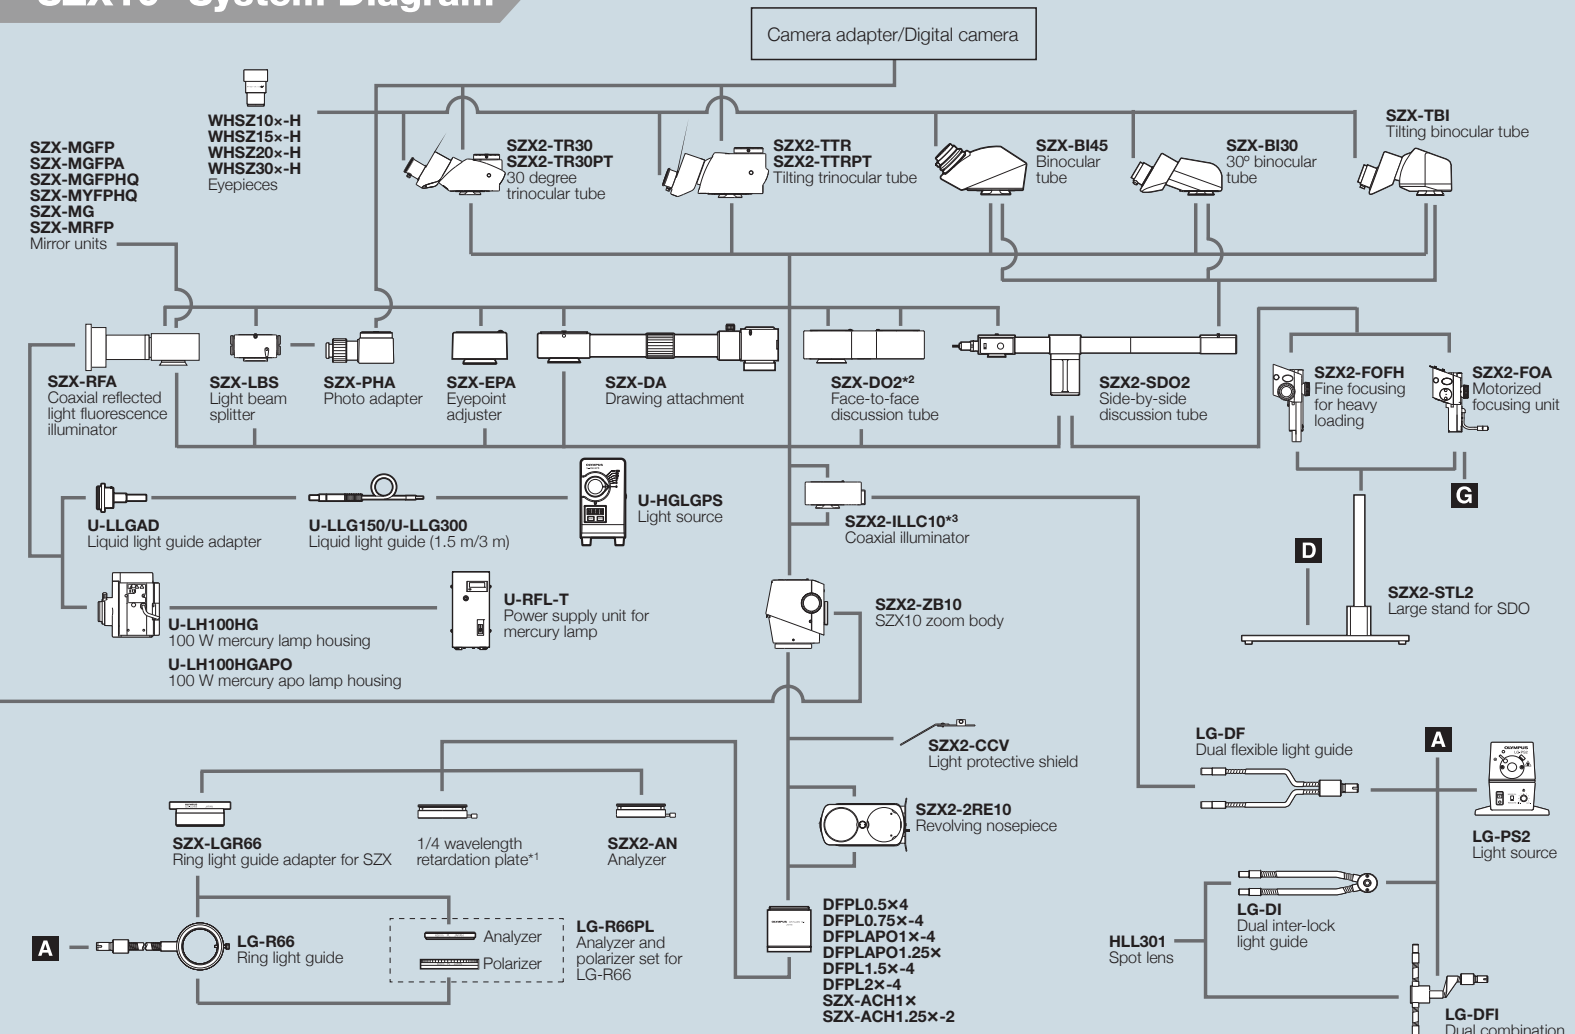 SZX10 System Diagram
Camera adapter/Digital camera
WHSZ10×-H
WHSZ15×-H
WHSZ20×-H
WHSZ30×-H
Eyepieces
SZX-MGFP
SZX-MGFPA
SZX-MGFPHQ
SZX-MYFPHQ
SZX-MG
SZX-MRFP
Mirror units
SZX2-TR30
SZX2-TR30PT
30 degree
trinocular tube
SZX2-TTR
SZX2-TTRPT
Tilting trinocular tube
SZX-BI45
Binocular
tube
SZX-BI30
30º binocular
tube
SZX-TBI
Tilting binocular tube
SZX-RFA
Coaxial reflected
light fluorescence
illuminator
SZX-LBS
Light beam
splitter
SZX-PHA
Photo adapter
SZX-EPA
Eyepoint
adjuster
SZX-DA
Drawing attachment
SZX-DO2*2
Face-to-face
discussion tube
SZX2-SDO2
Side-by-side
discussion tube
SZX2-FOFH
Fine focusing
for heavy
loading
SZX2-FOA
Motorized
focusing unit
G
U-LLGAD
Liquid light guide adapter
U-LLG150/U-LLG300
Liquid light guide (1.5 m/3 m)
OLYMPUS
U-HGLGPS
Light source
SZX2-ILLC10*3
Coaxial illuminator
D
SZX2-STL2
Large stand for SDO
U-LH100HG
100 W mercury lamp housing
U-LH100HGAPO
100 W mercury apo lamp housing
U-RFL-T
Power supply unit for
mercury lamp
SZX2-ZB10
SZX10 zoom body
SZX2-CCV
Light protective shield
LG-DF
Dual flexible light guide
A
OLYMPUS
LG-PS2
LG-PS2
Light source
SZX-LGR66
Ring light guide adapter for SZX
1/4 wavelength
retardation plate*1
SZX2-AN
Analyzer
SZX2-2RE10
Revolving nosepiece
LG-DI
Dual inter-lock
light guide
A
LG-R66
Ring light guide
Analyzer
Polarizer
LG-R66PL
Analyzer and
polarizer set for
LG-R66
DFPL0.5×4
DFPL0.75×-4
DFPLAPO1×-4
DFPLAPO1.25×
DFPL1.5×-4
DFPL2×-4
SZX-ACH1×
SZX-ACH1.25×-2
HLL301
Spot lens
LG-DFI
Dual combination